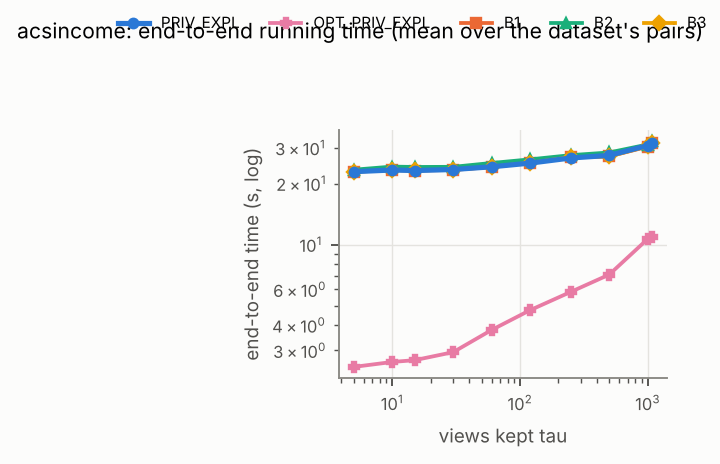 PRIV_EXPL OPT_PRIV_EXPL B1 B2 B3
acsincome: end-to-end running time (mean over the dataset's pairs)
end-to-end time (s, log)
3 × 10¹
2 × 10¹
10¹
6 × 10⁰
4 × 10⁰
3 × 10⁰
10¹ 10² 10³
views kept tau